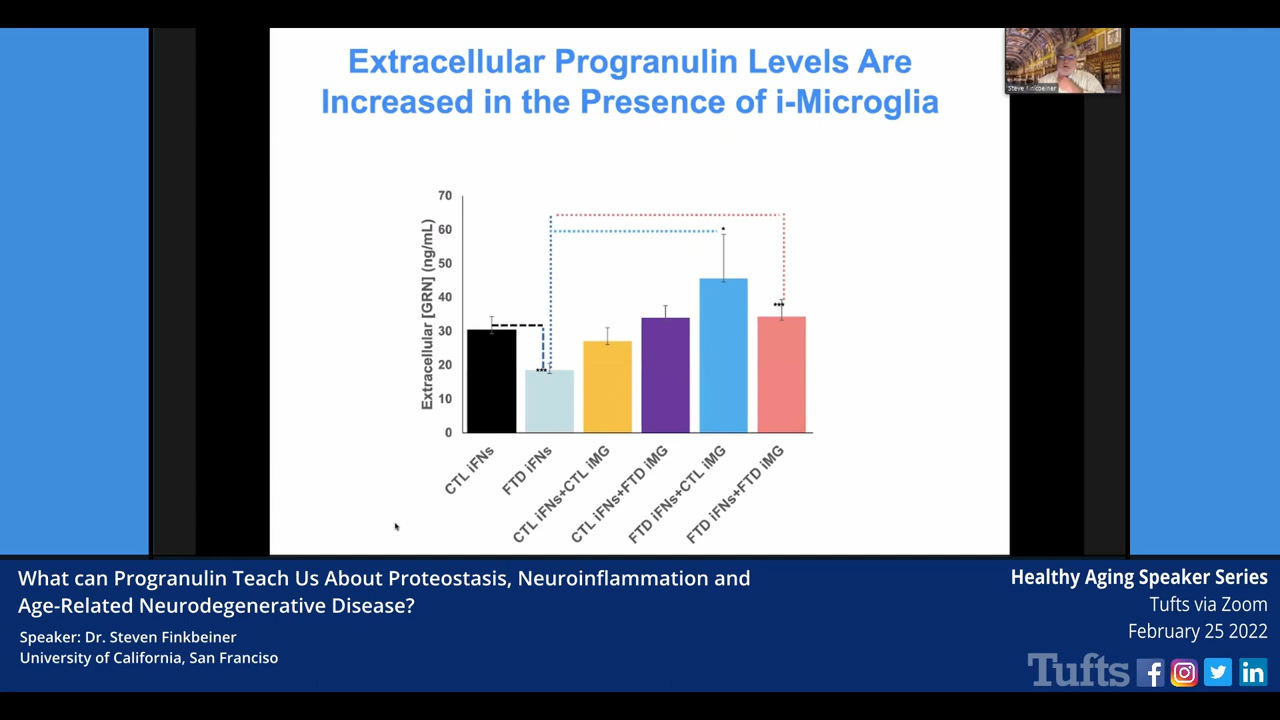 Extracellular Progranulin Levels Are
Increased in the Presence of i-Microglia
Steve Finkbeiner
Extracellular [GRN] (ng/mL)
70
60
50
40
30
20
10
0
*
***
***
CTL iFNs
FTD iFNs
CTL iFNs+CTL iMG
CTL iFNs+FTD iMG
FTD iFNs+CTL iMG
FTD iFNs+FTD iMG
What can Progranulin Teach Us About Proteostasis, Neuroinflammation and
Age-Related Neurodegenerative Disease?
Speaker: Dr. Steven Finkbeiner
University of California, San Franciso
Healthy Aging Speaker Series
Tufts via Zoom
February 25 2022
Tufts